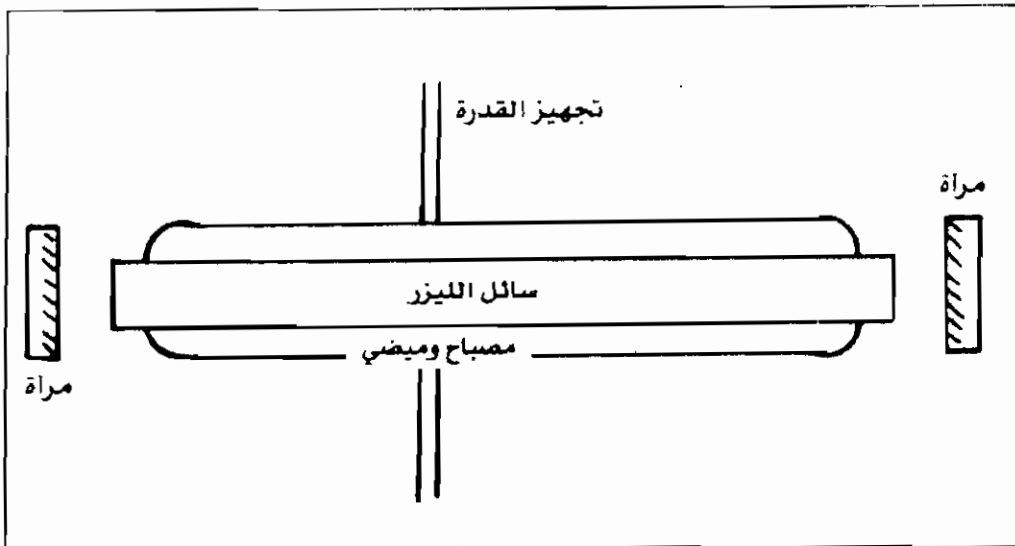 تجهيز القدرة
مراة
سائل الليزر
مصباح وميضي
مراة